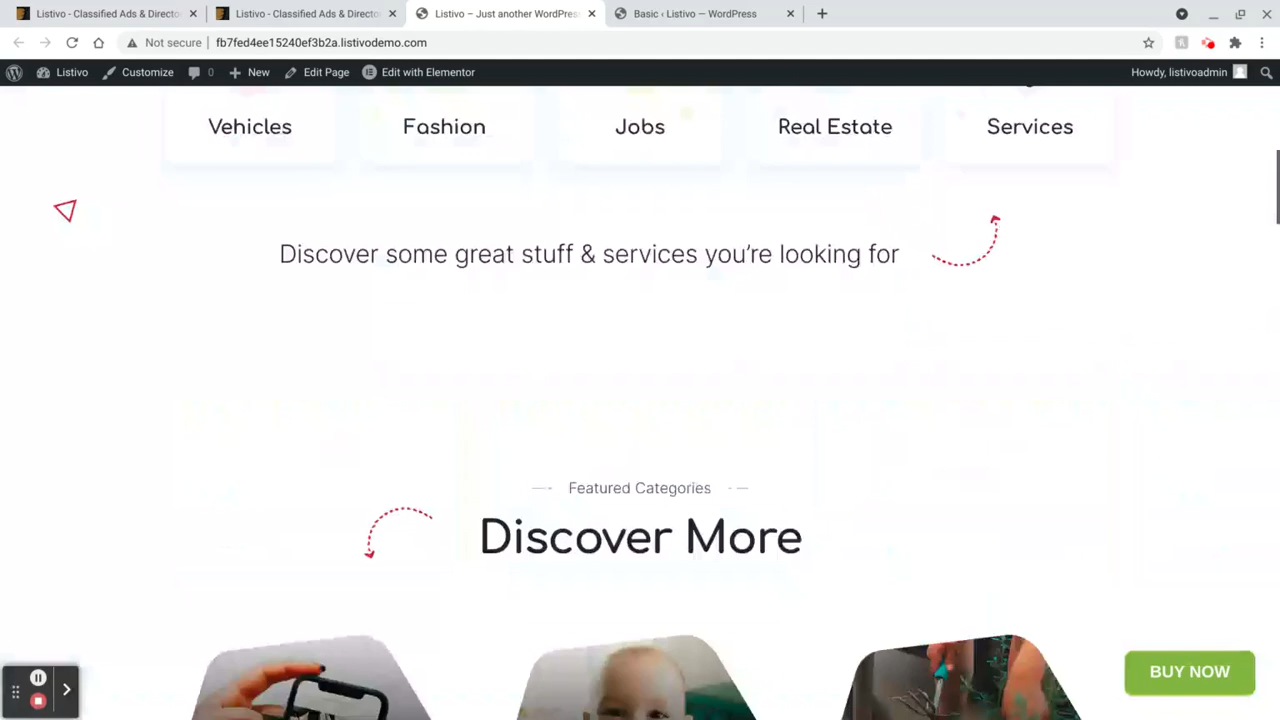 Listivo - Classified Ads & Directo
Listivo - Classified Ads & Directo
Listivo – Just another WordPress
Basic ‹ Listivo — WordPress
Not secure
fb7fed4ee15240ef3b2a.listivodemo.com
Listivo
Customize
0
New
Edit Page
Edit with Elementor
Howdy, listivoadmin
Vehicles
Fashion
Jobs
Real Estate
Services
Discover some great stuff & services you’re looking for
Featured Categories
Discover More
BUY NOW